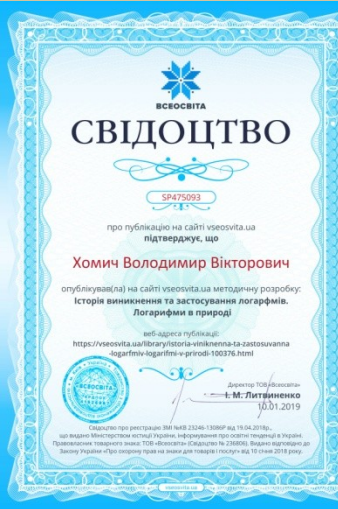 ВСЕОСВІТА
СВІДОЦТВО
SP475093
про публікацію на сайті vseosvita.ua
підтверджує, що
Хомич Володимир Вікторович
опублікував(ла) на сайті vseosvita.ua методичну розробку:
Історія виникнення та застосування логарфмів.
Логарифми в природі
веб-адреса публікації:
https://vseosvita.ua/library/istoria-viniknenna-ta-zastosuvanna
-logarfmiv-logarifmi-v-prirodi-100376.html
Директор ТОВ «Всеосвіта»
І. М. Литвиненко
10.01.2019
ВСЕОСВІТА
Свідоцтво про реєстрацію ЗМІ №КВ 23246-13086Р від 19.04.2018р.,
що видано Міністерством юстиції України, інформування про освітні тенденції в Україні.
Правовласник товарного знака: ТОВ «Всеосвіта» (Свідоцтво № 236806). Видано відповідно до
Закону України «Про охорону прав на знаки для товарів і послуг» від 10 січня 2018 року.
vseosvita.ua